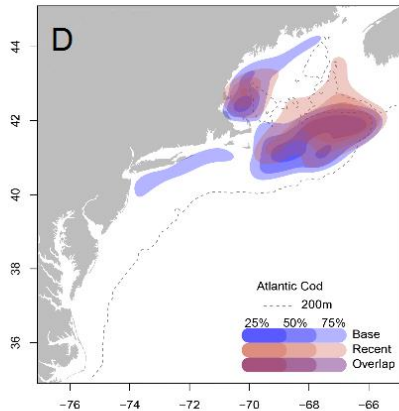 D
44
42
40
38
36
Atlantic Cod
200m
25% 50% 75%
Base
Recent
Overlap
−76 −74 −72 −70 −68 −66